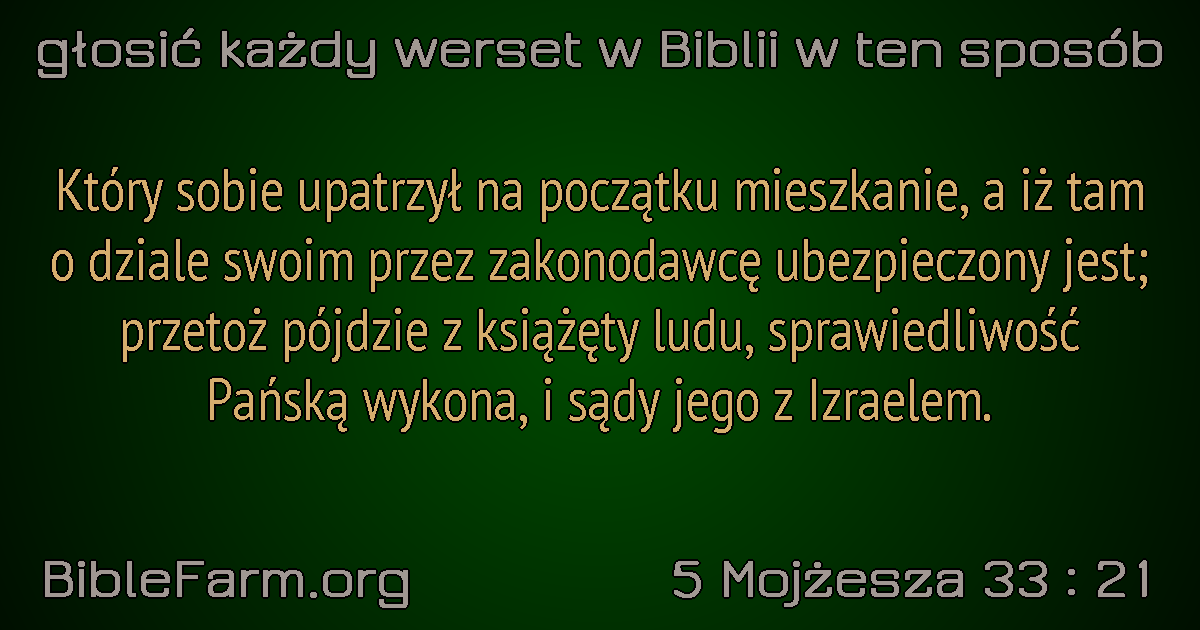 głosić każdy werset w Biblii w ten sposób
Który sobie upatrzył na początku mieszkanie, a iż tam
o dziale swoim przez zakonodawcę ubezpieczony jest;
przetoż pójdzie z książęty ludu, sprawiedliwość
Pańską wykona, i sądy jego z Izraelem.
BibleFarm.org
5 Mojżesza 33 : 21